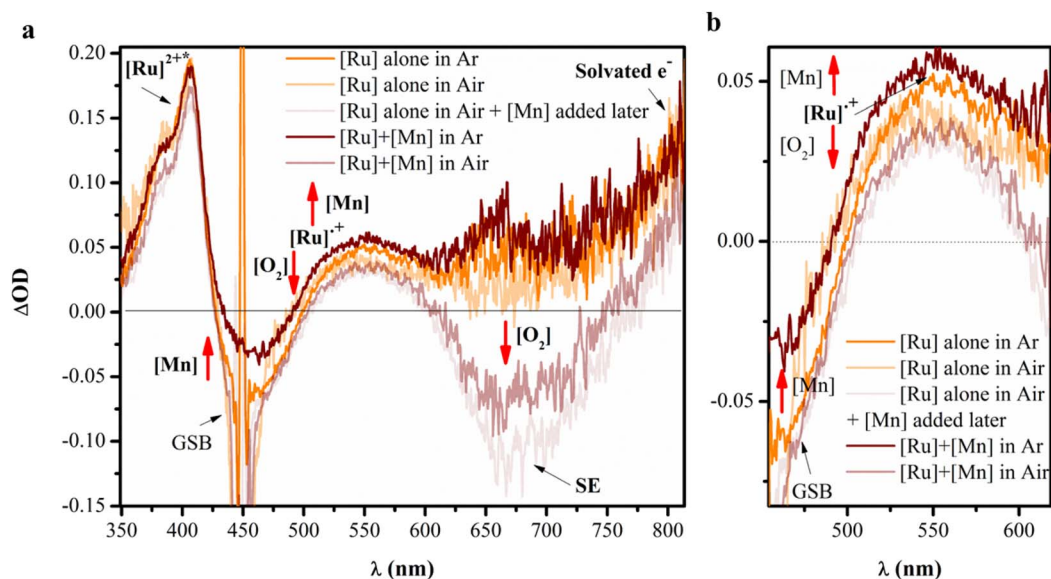 a
ΔOD
0.20
0.15
0.10
0.05
0.00
-0.05
-0.10
-0.15
350 400 450 500 550 600 650 700 750 800
λ (nm)
[Ru]2+*
[Ru] alone in Ar
[Ru] alone in Air
[Ru] alone in Air + [Mn] added later
[Ru]+[Mn] in Ar
[Ru]+[Mn] in Air
Solvated e-
[Mn]
[Ru]·+
[O2]
[Mn]
GSB
[O2]
SE
b
0.05
0.00
-0.05
500 550 600
λ (nm)
[Mn]
[Ru]·+
[O2]
[Mn]
GSB
[Ru] alone in Ar
[Ru] alone in Air
[Ru] alone in Air
+ [Mn] added later
[Ru]+[Mn] in Ar
[Ru]+[Mn] in Air